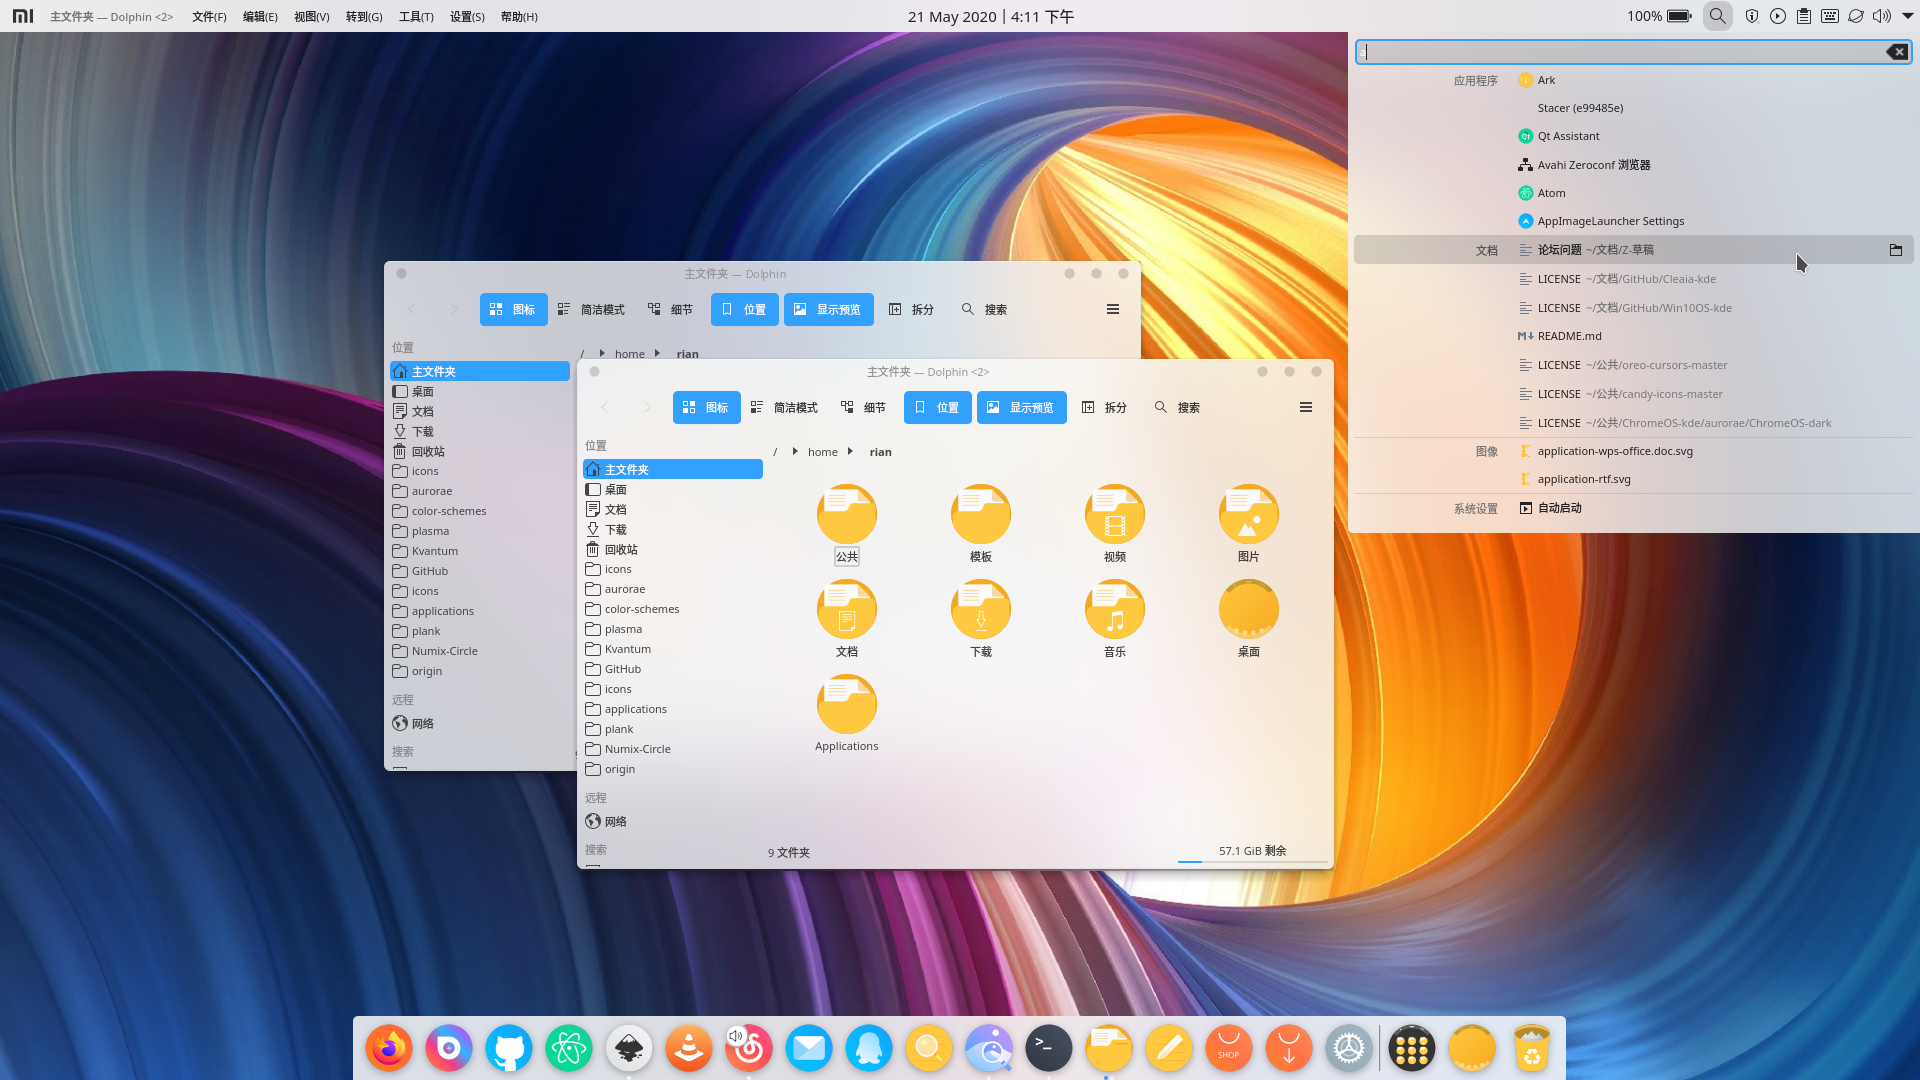 主文件夹 — Dolphin <2> 文件(F) 编辑(E) 视图(V) 转到(G) 工具(T) 设置(S) 帮助(H)
21 May 2020 | 4:11 下午
100%
应用程序 Ark
Stacer (e99485e)
Qt Assistant
Avahi Zeroconf 浏览器
Atom
AppImageLauncher Settings
文档 论坛问题 ~/文档/Z-草稿
LICENSE ~/文档/GitHub/Cleaia-kde
LICENSE ~/文档/GitHub/Win10OS-kde
README.md
LICENSE ~/公共/oreo-cursors-master
LICENSE ~/公共/candy-icons-master
LICENSE ~/公共/ChromeOS-kde/aurorae/ChromeOS-dark
图像 application-wps-office.doc.svg
application-rtf.svg
系统设置 自动启动
主文件夹 — Dolphin
图标 简洁模式 细节 位置 显示预览 拆分 搜索
位置
/ home rian
主文件夹
桌面
文档
下载
回收站
icons
aurorae
color-schemes
plasma
Kvantum
GitHub
icons
applications
plank
Numix-Circle
origin
远程
网络
搜索
主文件夹 — Dolphin <2>
图标 简洁模式 细节 位置 显示预览 拆分 搜索
位置
/ home rian
主文件夹
桌面
文档
下载
回收站
icons
aurorae
color-schemes
plasma
Kvantum
GitHub
icons
applications
plank
Numix-Circle
origin
远程
网络
搜索
公共 模板 视频 图片
文档 下载 音乐 桌面
Applications
9 文件夹
57.1 GiB 剩余
SHOP